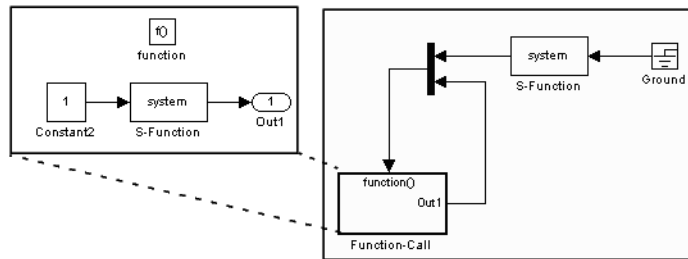 f()
function
1
system
1
Constant2
S-Function
Out1
system
S-Function
Ground
function()
Out1
Function-Call